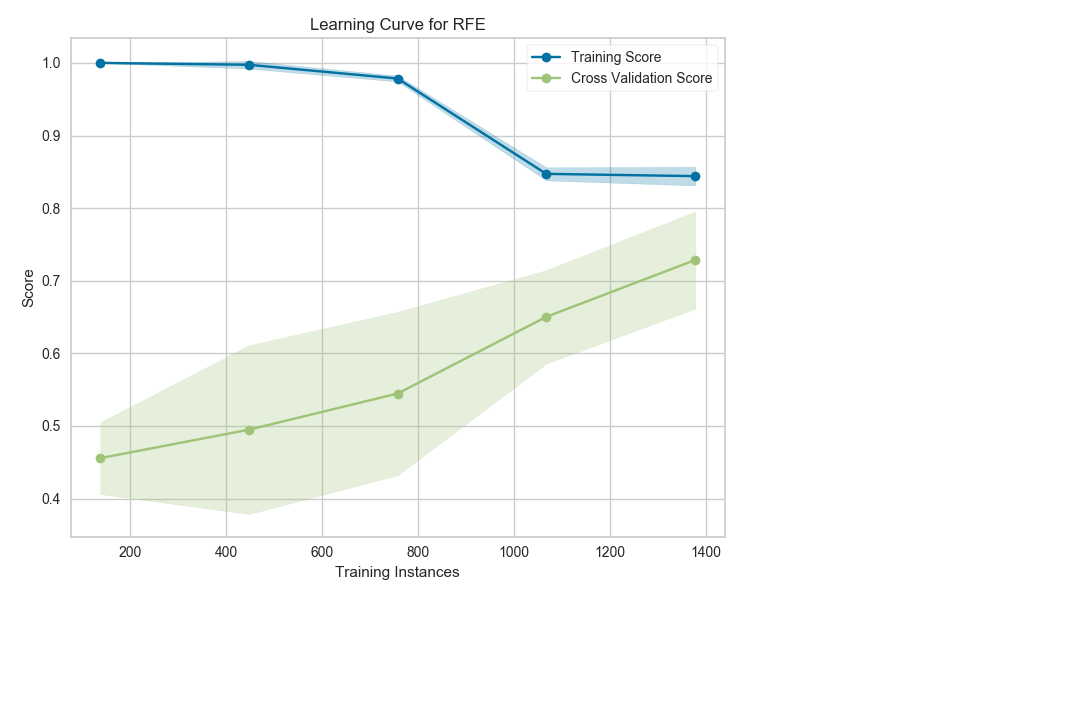 Learning Curve for RFE
Training Score
Cross Validation Score
1.0
0.9
0.8
0.7
0.6
0.5
0.4
Score
200 400 600 800 1000 1200 1400
Training Instances